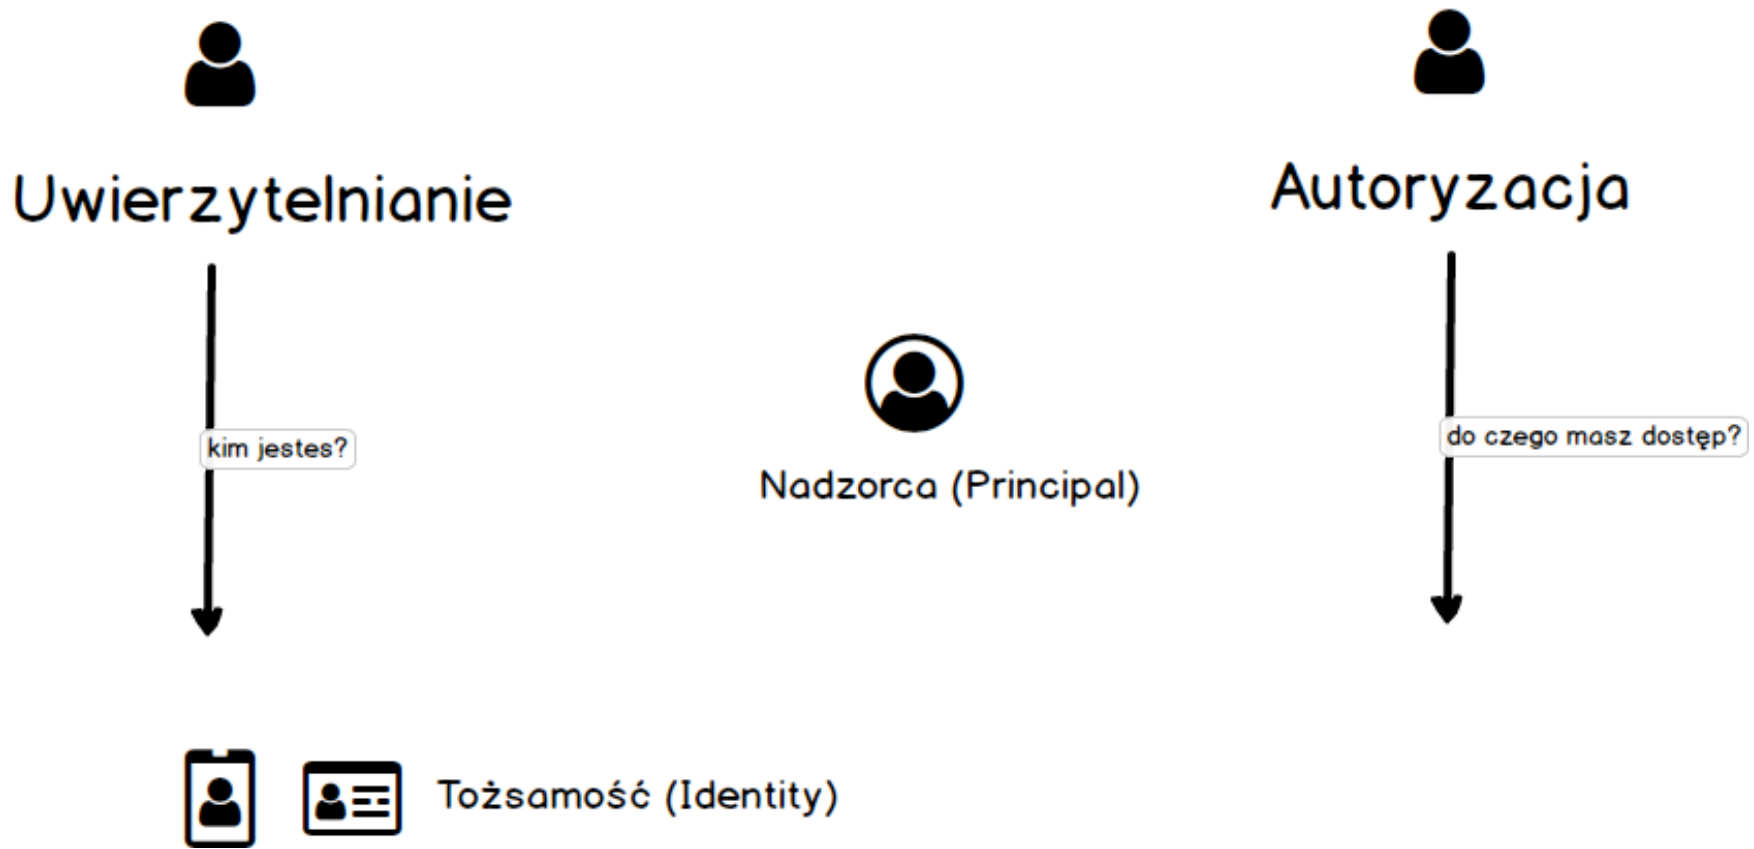 Uwierzytelnianie
Autoryzacja
kim jestes?
do czego masz dostęp?
Nadzorca (Principal)
Tożsamość (Identity)